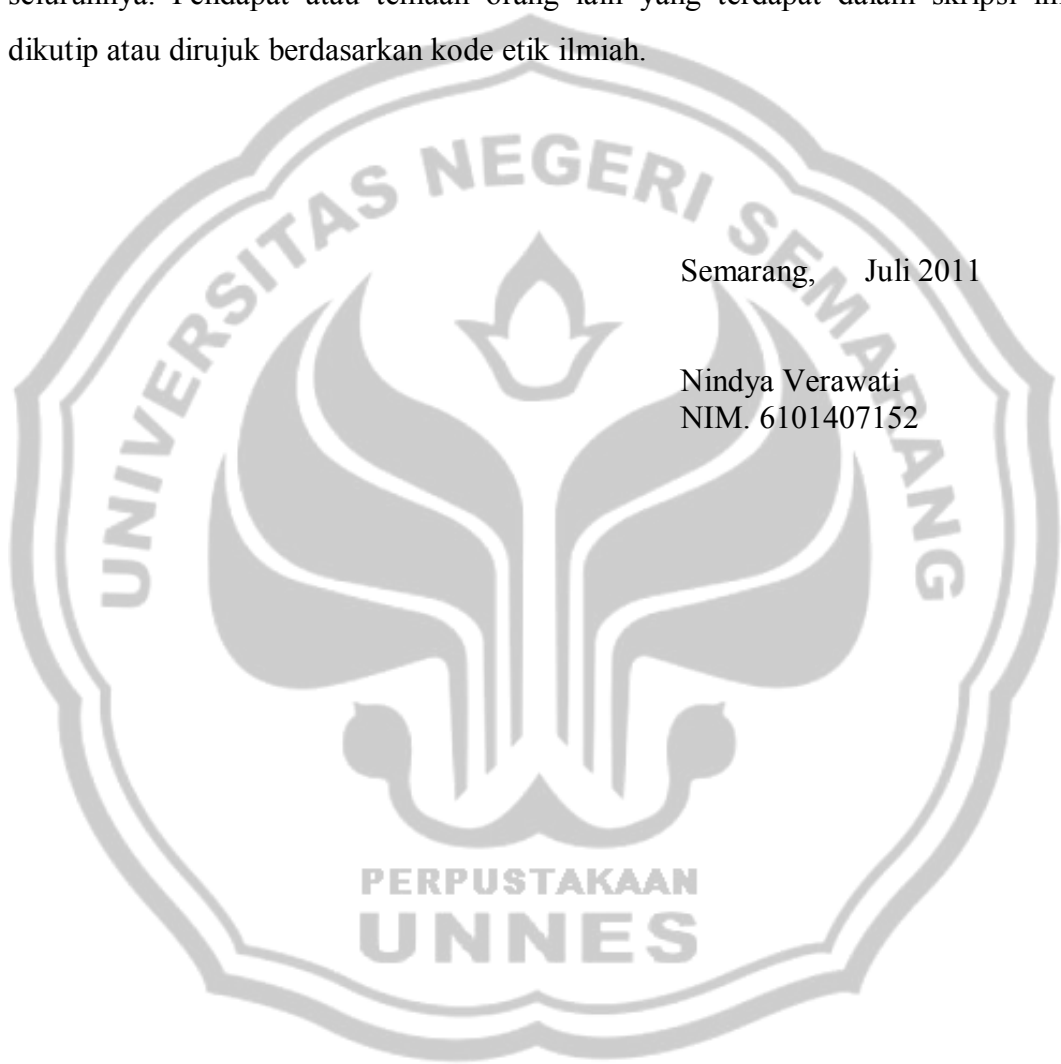 dikutip atau dirujuk berdasarkan kode etik ilmiah.
UNIVERSITAS NEGERI SEMARANG
Semarang, Juli 2011
Nindya Verawati
NIM. 6101407152
PERPUSTAKAAN
UNNES